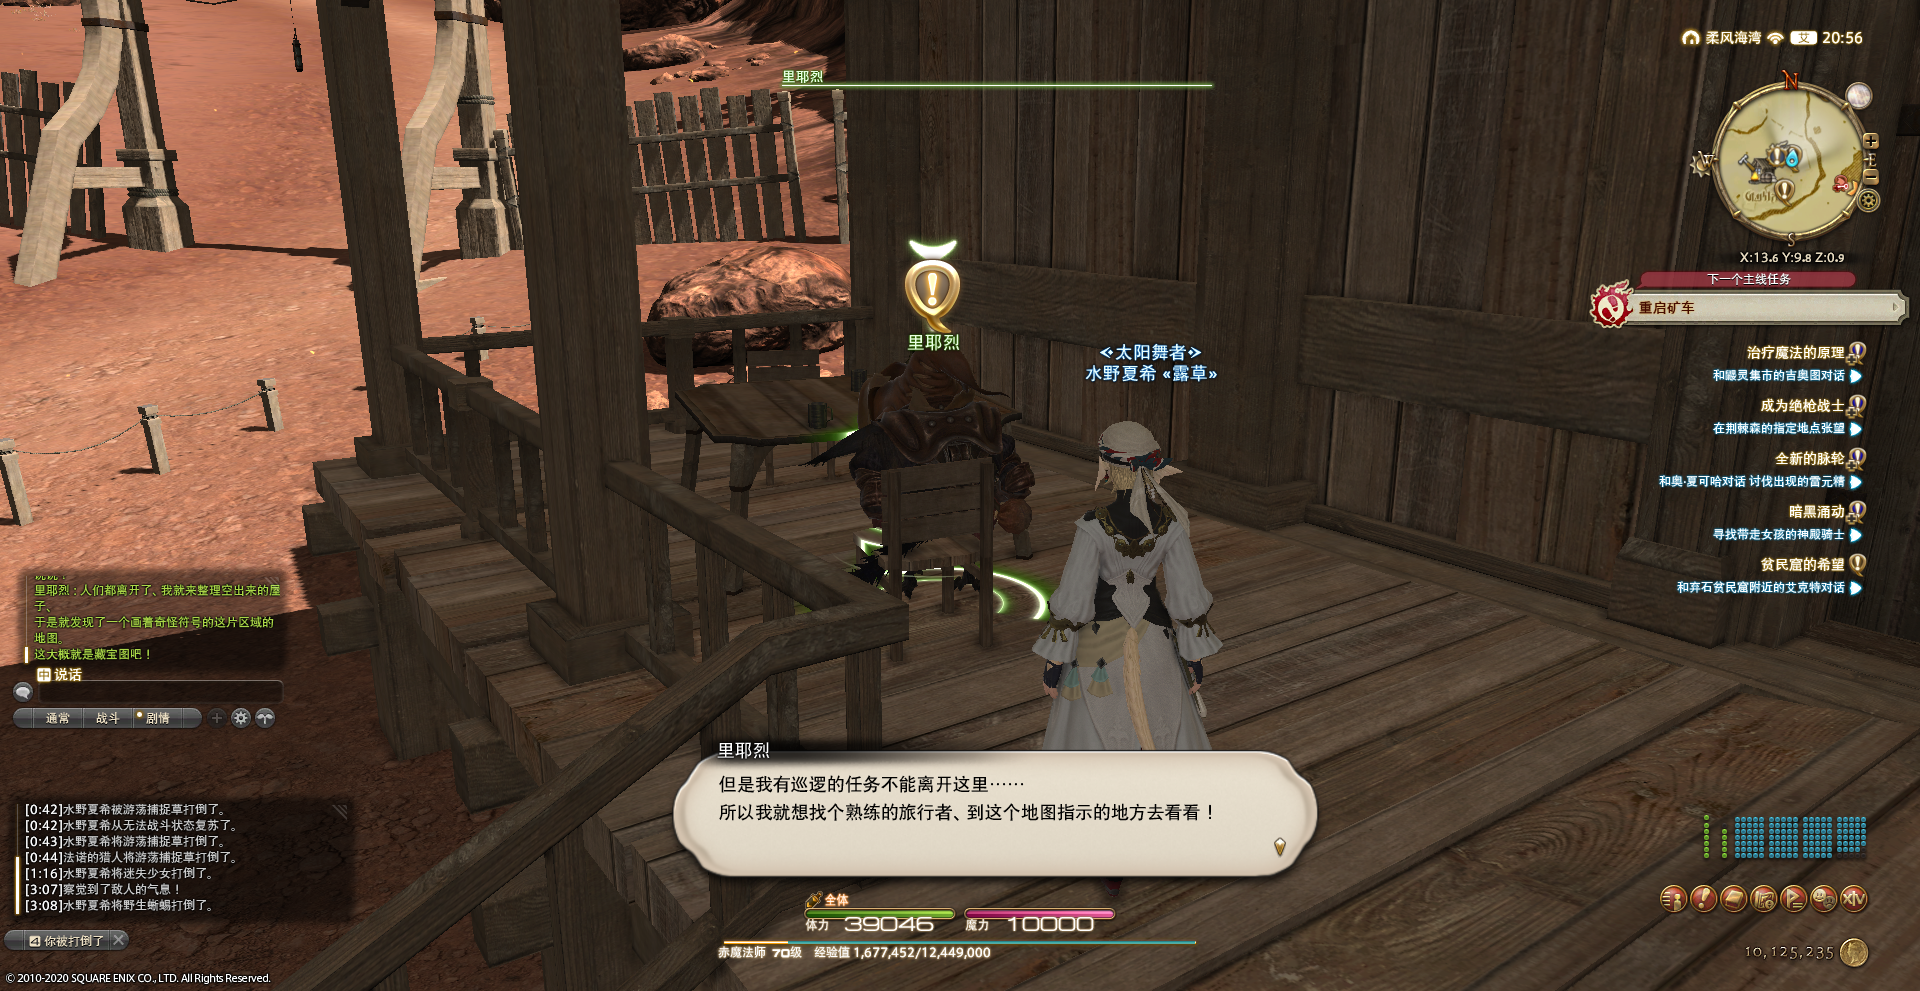 柔风海湾 艾 20:56
里耶烈
N
E
S
X:13.6 Y:9.8 Z:0.9
下一个主线任务
重启矿车
里耶烈
≪太阳舞者≫
水野夏希 «露草»
治疗魔法的原理
和鼹灵集市的吉奥图对话
成为绝枪战士
在荆棘森的指定地点张望
全新的脉轮
和奥·夏可哈对话 讨伐出现的雷元精
暗黑涌动
寻找带走女孩的神殿骑士
贫民窟的希望
和弃石贫民窟附近的艾克特对话
里耶烈：人们都离开了、我就来整理空出来的屋
子、
于是就发现了一个画着奇怪符号的这片区域的
地图。
这大概就是藏宝图吧！
说话
通常 战斗 剧情
里耶烈
但是我有巡逻的任务不能离开这里……
所以我就想找个熟练的旅行者、到这个地图指示的地方去看看！
[0:42]水野夏希被游荡捕捉草打倒了。
[0:42]水野夏希从无法战斗状态复苏了。
[0:43]水野夏希将游荡捕捉草打倒了。
[0:44]法诺的猎人将游荡捕捉草打倒了。
[1:16]水野夏希将迷失少女打倒了。
[3:07]察觉到了敌人的气息！
[3:08]水野夏希将野生蜥蜴打倒了。
4 你被打倒了
全体
体力 39046 魔力 10000
赤魔法师 70级 经验值 1,677,452/12,449,000
XIV
10,125,235
© 2010-2020 SQUARE ENIX CO., LTD. All Rights Reserved.